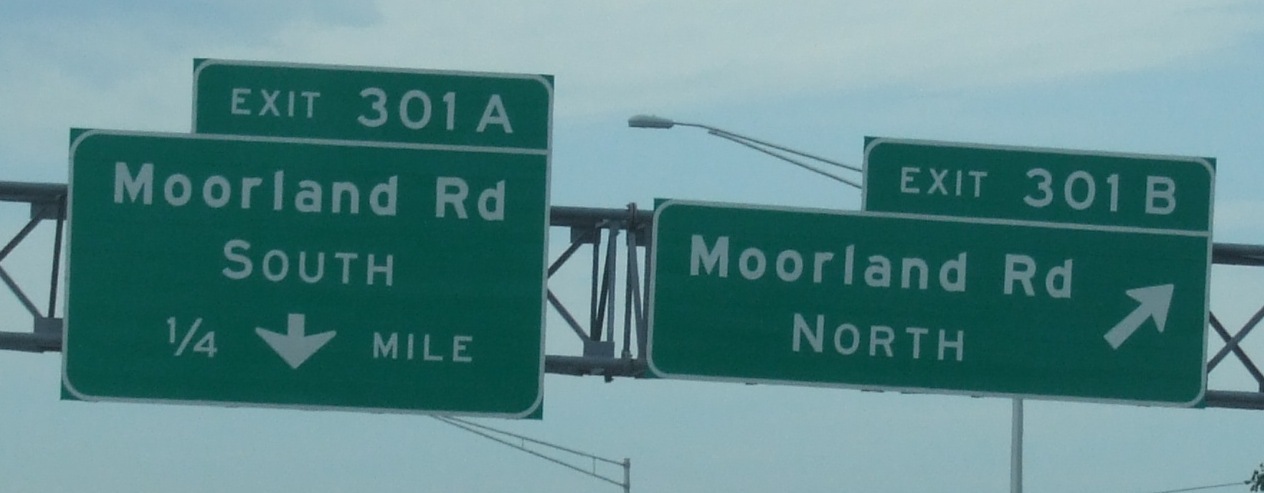 EXIT 301 A
Moorland Rd
SOUTH
1/4 MILE
EXIT 301 B
Moorland Rd
NORTH